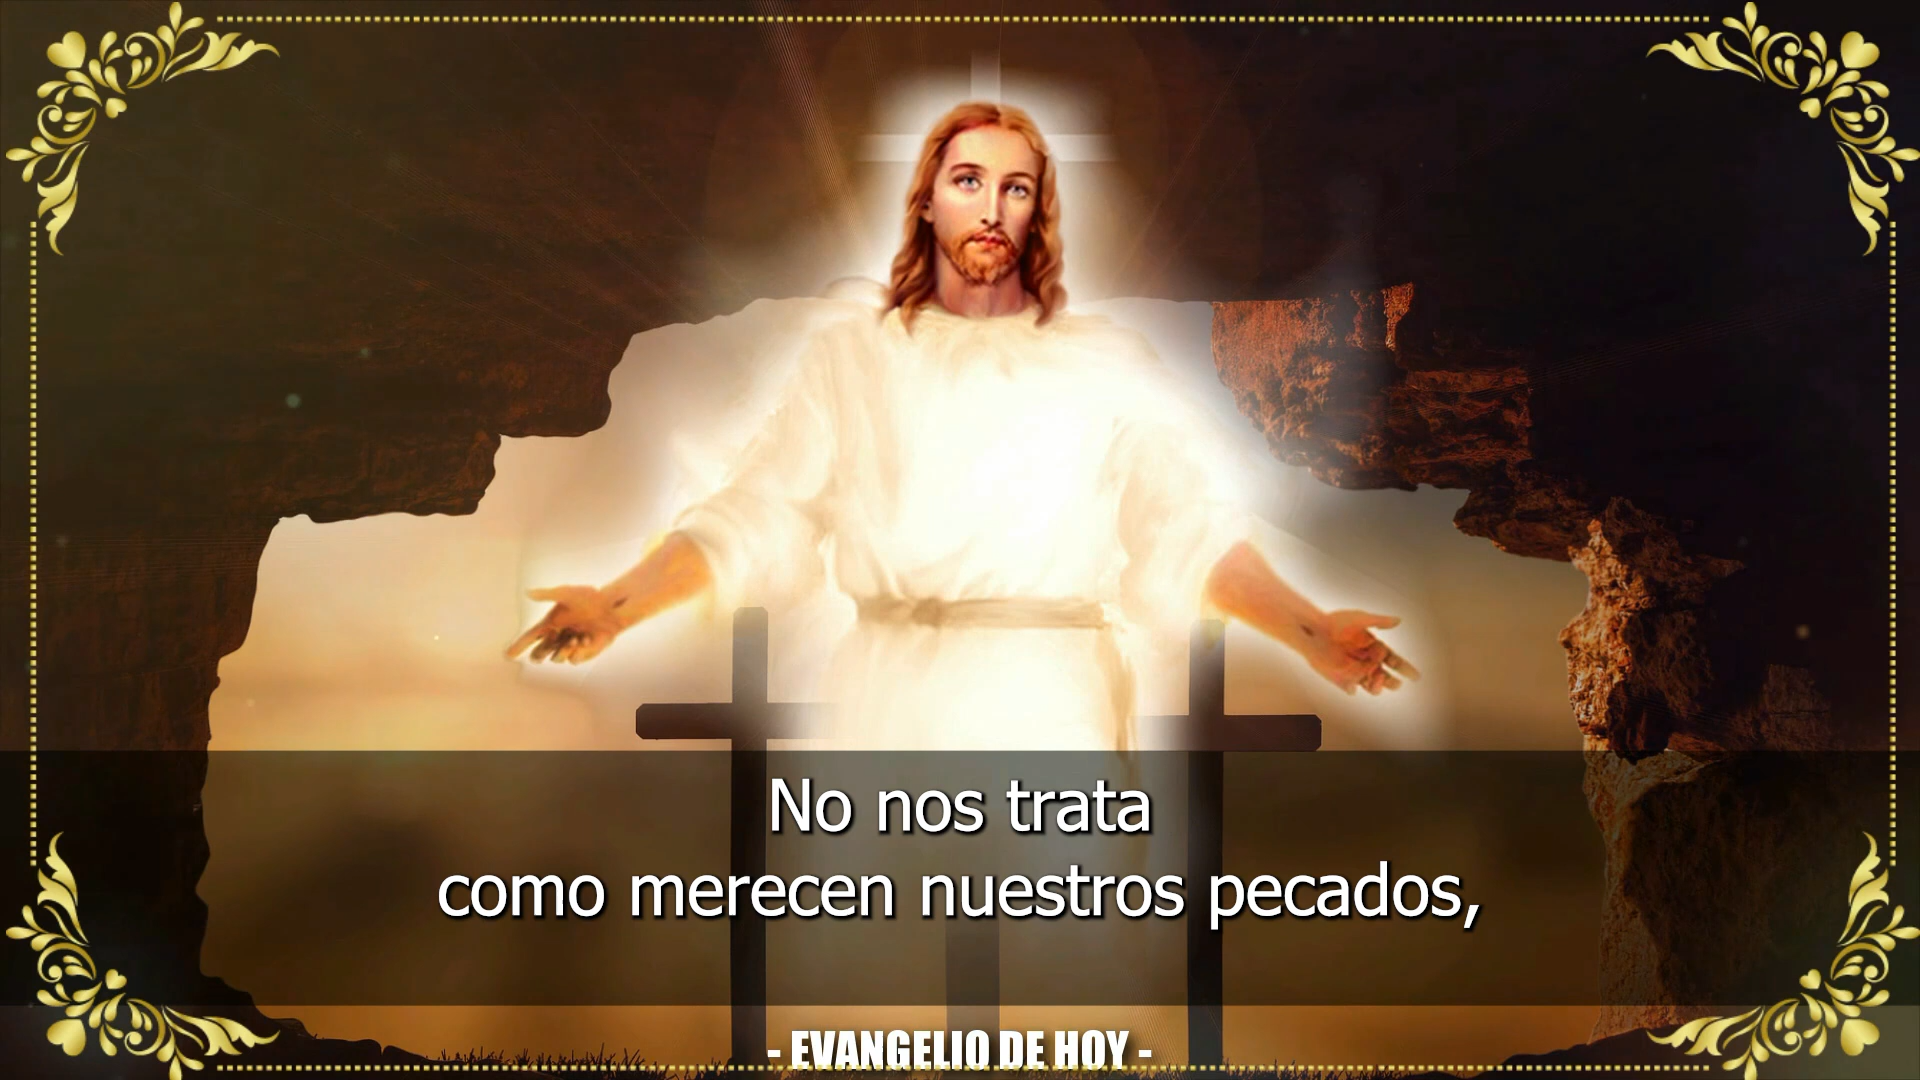 No nos trata
como merecen nuestros pecados,
- EVANGELIO DE HOY -